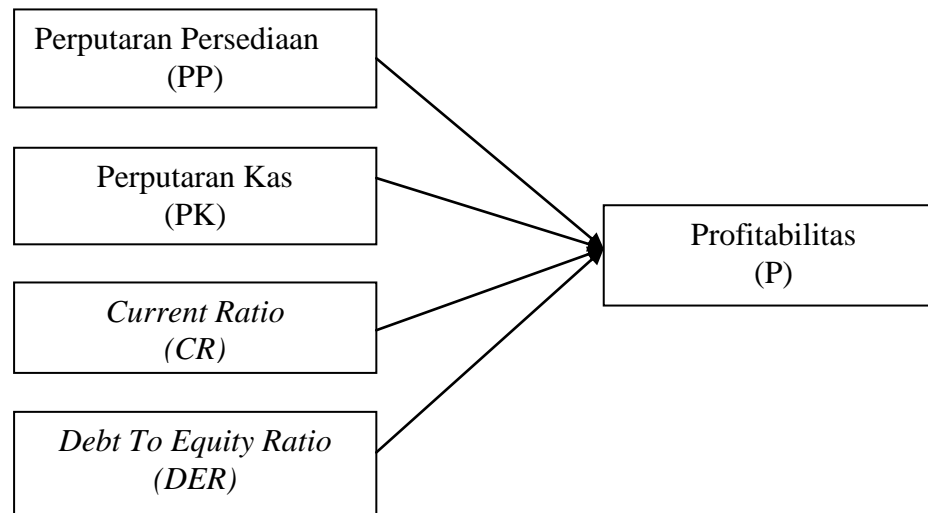 Perputaran Persediaan
(PP)
Perputaran Kas
(PK)
Current Ratio
(CR)
Debt To Equity Ratio
(DER)
Profitabilitas
(P)